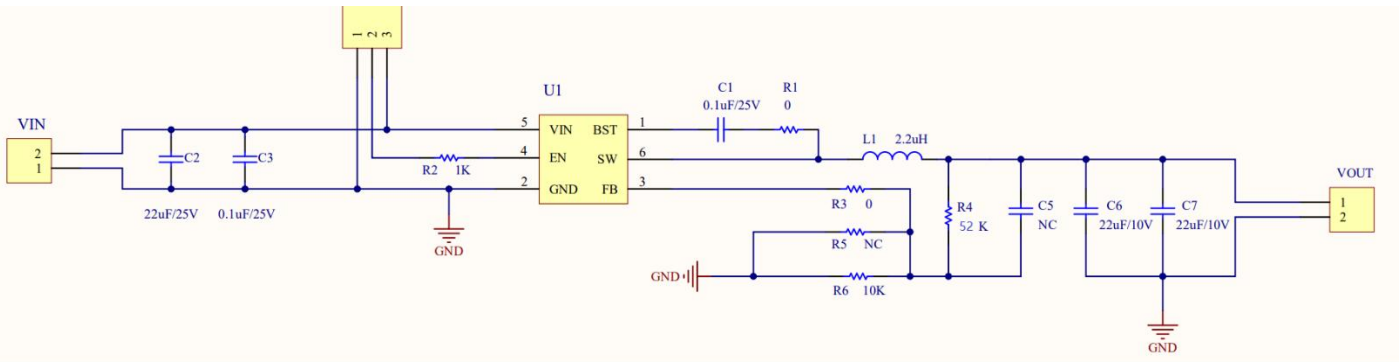 1 2 3
U1
C1 R1
0.1uF/25V 0
VIN
5 VIN BST 1
L1 2.2uH
2
1
C2 C3
4 EN SW 6
R2 1K
2 GND FB 3
VOUT
22uF/25V 0.1uF/25V
R3 0
R4
52 K
C5
NC
C6
22uF/10V
C7
22uF/10V
1
2
GND
R5 NC
GND
R6 10K
GND